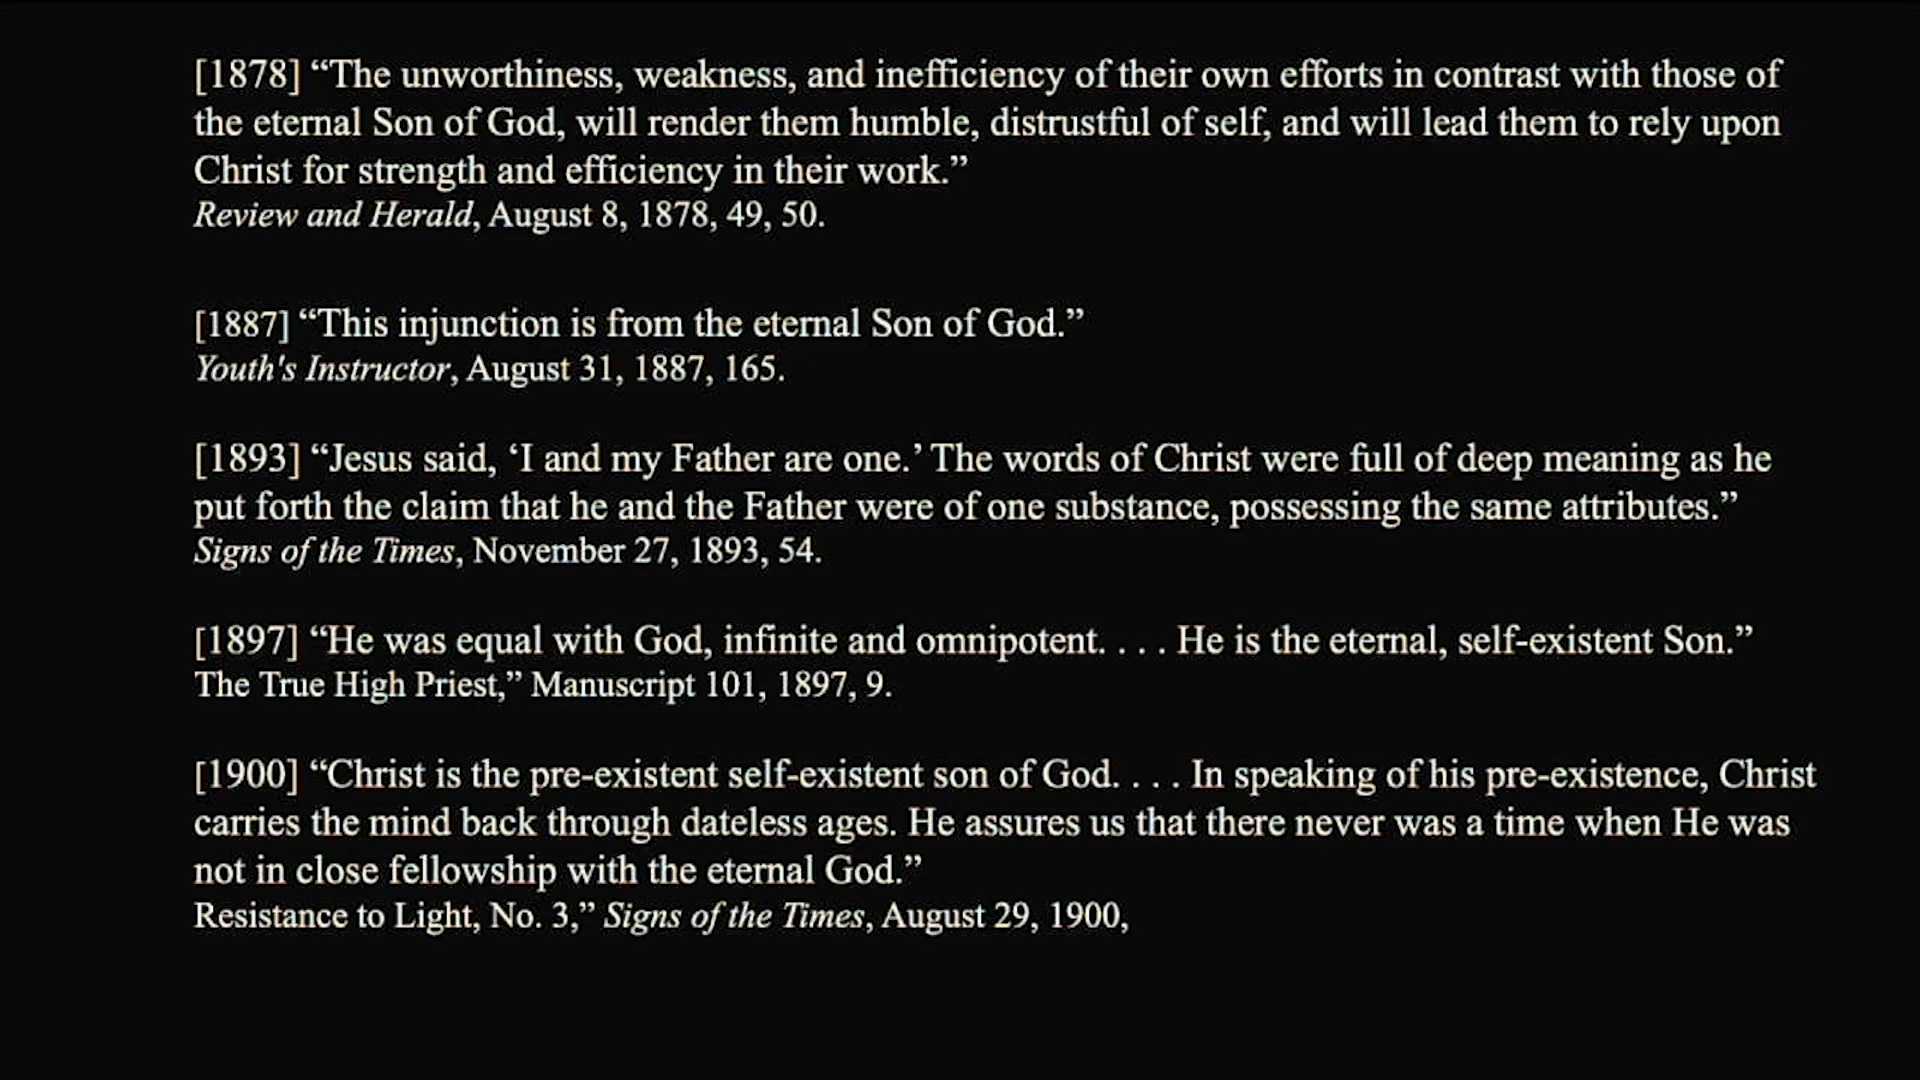 [1878] “The unworthiness, weakness, and inefficiency of their own efforts in contrast with those of
the eternal Son of God, will render them humble, distrustful of self, and will lead them to rely upon
Christ for strength and efficiency in their work.”
Review and Herald, August 8, 1878, 49, 50.
[1887] “This injunction is from the eternal Son of God.”
Youth's Instructor, August 31, 1887, 165.
[1893] “Jesus said, ‘I and my Father are one.’ The words of Christ were full of deep meaning as he
put forth the claim that he and the Father were of one substance, possessing the same attributes.”
Signs of the Times, November 27, 1893, 54.
[1897] “He was equal with God, infinite and omnipotent. . . . He is the eternal, self-existent Son.”
The True High Priest,” Manuscript 101, 1897, 9.
[1900] “Christ is the pre-existent self-existent son of God. . . . In speaking of his pre-existence, Christ
carries the mind back through dateless ages. He assures us that there never was a time when He was
not in close fellowship with the eternal God.”
Resistance to Light, No. 3,” Signs of the Times, August 29, 1900,